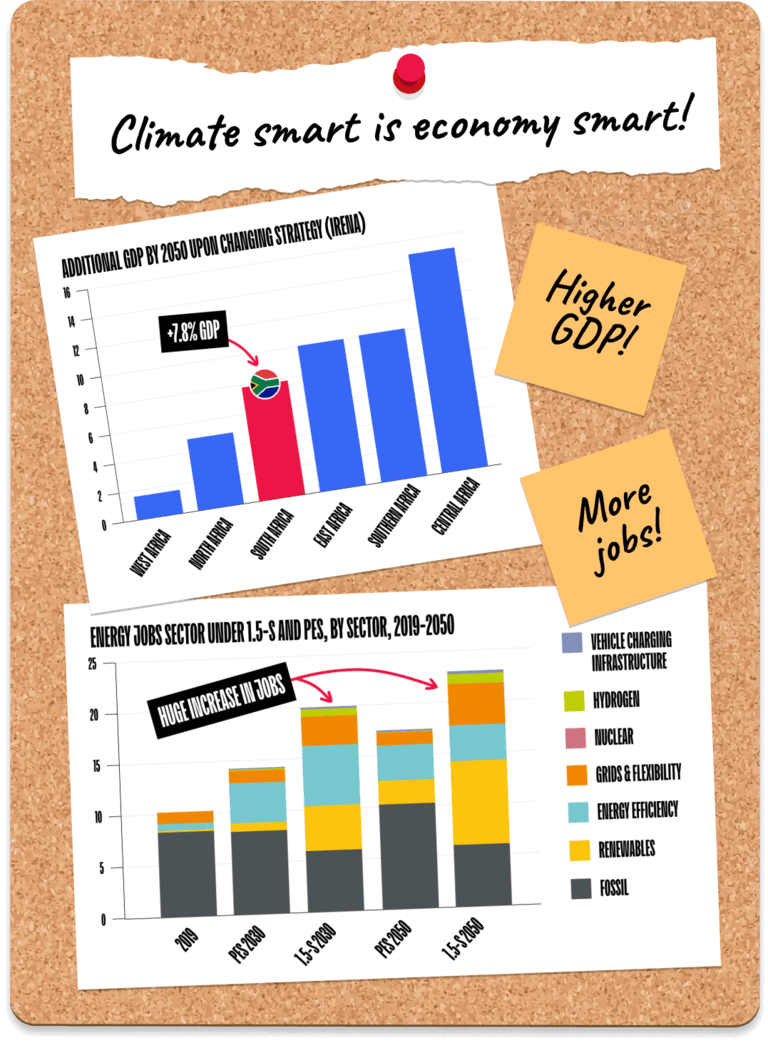 Climate smart is economy smart!
ADDITIONAL GDP BY 2050 UPON CHANGING STRATEGY (IRENA)
16
14
12
10
8
6
4
2
0
+7.8% GDP
WEST AFRICA
NORTH AFRICA
SOUTH AFRICA
EAST AFRICA
SOUTHERN AFRICA
CENTRAL AFRICA
Higher
GDP!
More
jobs!
ENERGY JOBS SECTOR UNDER 1.5-S AND PES, BY SECTOR, 2019-2050
25
20
15
10
5
0
HUGE INCREASE IN JOBS
2019
PES 2030
1.5-S 2030
PES 2050
1.5-S 2050
VEHICLE CHARGING
INFRASTRUCTURE
HYDROGEN
NUCLEAR
GRIDS & FLEXIBILITY
ENERGY EFFICIENCY
RENEWABLES
FOSSIL